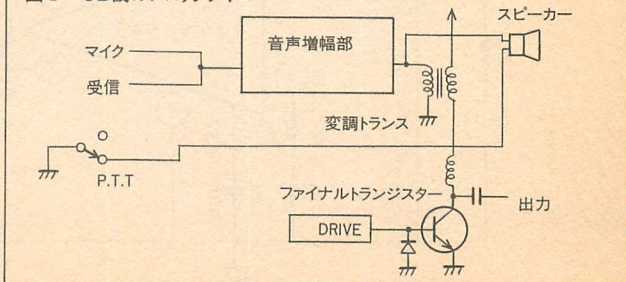 スピーカー
マイク
音声増幅部
受信
変調トランス
P.T.T
ファイナルトランジスター
出力
DRIVE